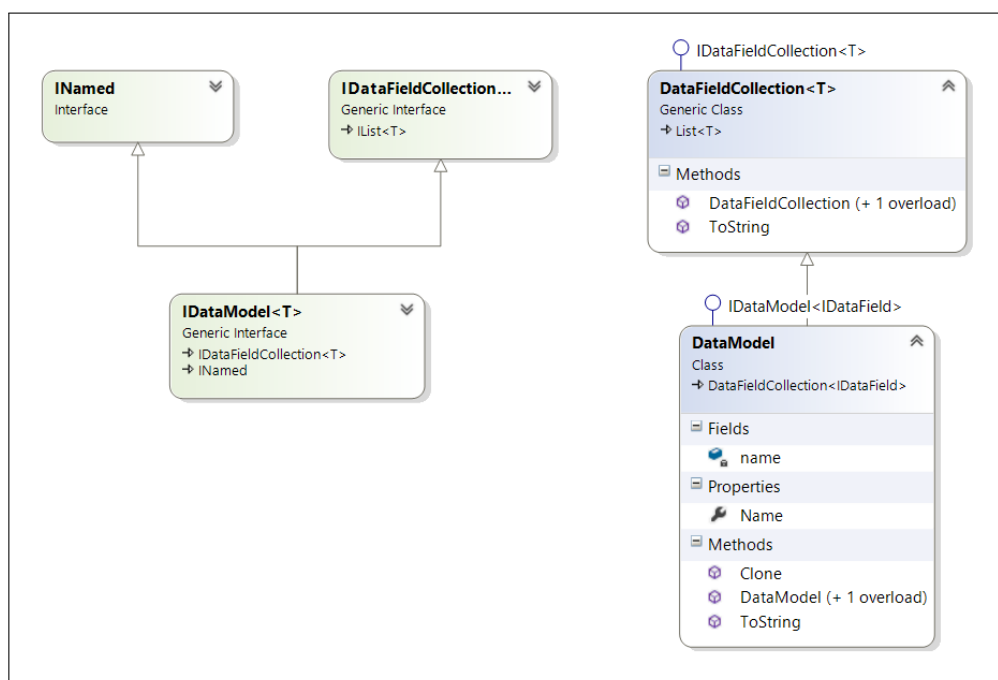 INamed
Interface
IDataFieldCollection...
Generic Interface
IList<T>
IDataModel<T>
Generic Interface
IDataFieldCollection<T>
INamed
IDataFieldCollection<T>
DataFieldCollection<T>
Generic Class
List<T>
Methods
DataFieldCollection (+ 1 overload)
ToString
IDataModel<IDataField>
DataModel
Class
DataFieldCollection<IDataField>
Fields
name
Properties
Name
Methods
Clone
DataModel (+ 1 overload)
ToString